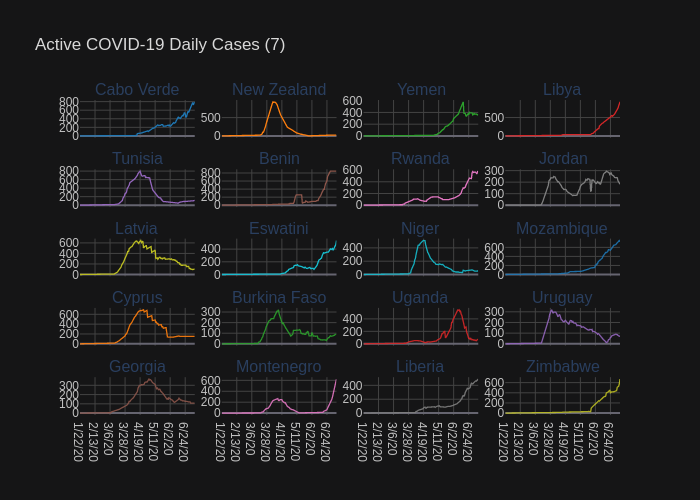 Active COVID-19 Daily Cases (7)
Cabo Verde New Zealand Yemen Libya
800 600 400 200 0
500 0
600 400 200 0
500 0
Tunisia Benin Rwanda Jordan
800 600 400 200 0
800 600 400 200 0
600 400 200 0
300 200 100 0
Latvia Eswatini Niger Mozambique
600 400 200 0
400 200 0
400 200 0
600 400 200 0
Cyprus Burkina Faso Uganda Uruguay
600 400 200 0
300 200 100 0
400 200 0
300 200 100 0
Georgia Montenegro Liberia Zimbabwe
300 200 100 0
600 400 200 0
400 200 0
600 400 200 0
1/22/20 2/13/20 3/6/20 3/28/20 4/19/20 5/11/20 6/2/20 6/24/20
1/22/20 2/13/20 3/6/20 3/28/20 4/19/20 5/11/20 6/2/20 6/24/20
1/22/20 2/13/20 3/6/20 3/28/20 4/19/20 5/11/20 6/2/20 6/24/20
1/22/20 2/13/20 3/6/20 3/28/20 4/19/20 5/11/20 6/2/20 6/24/20